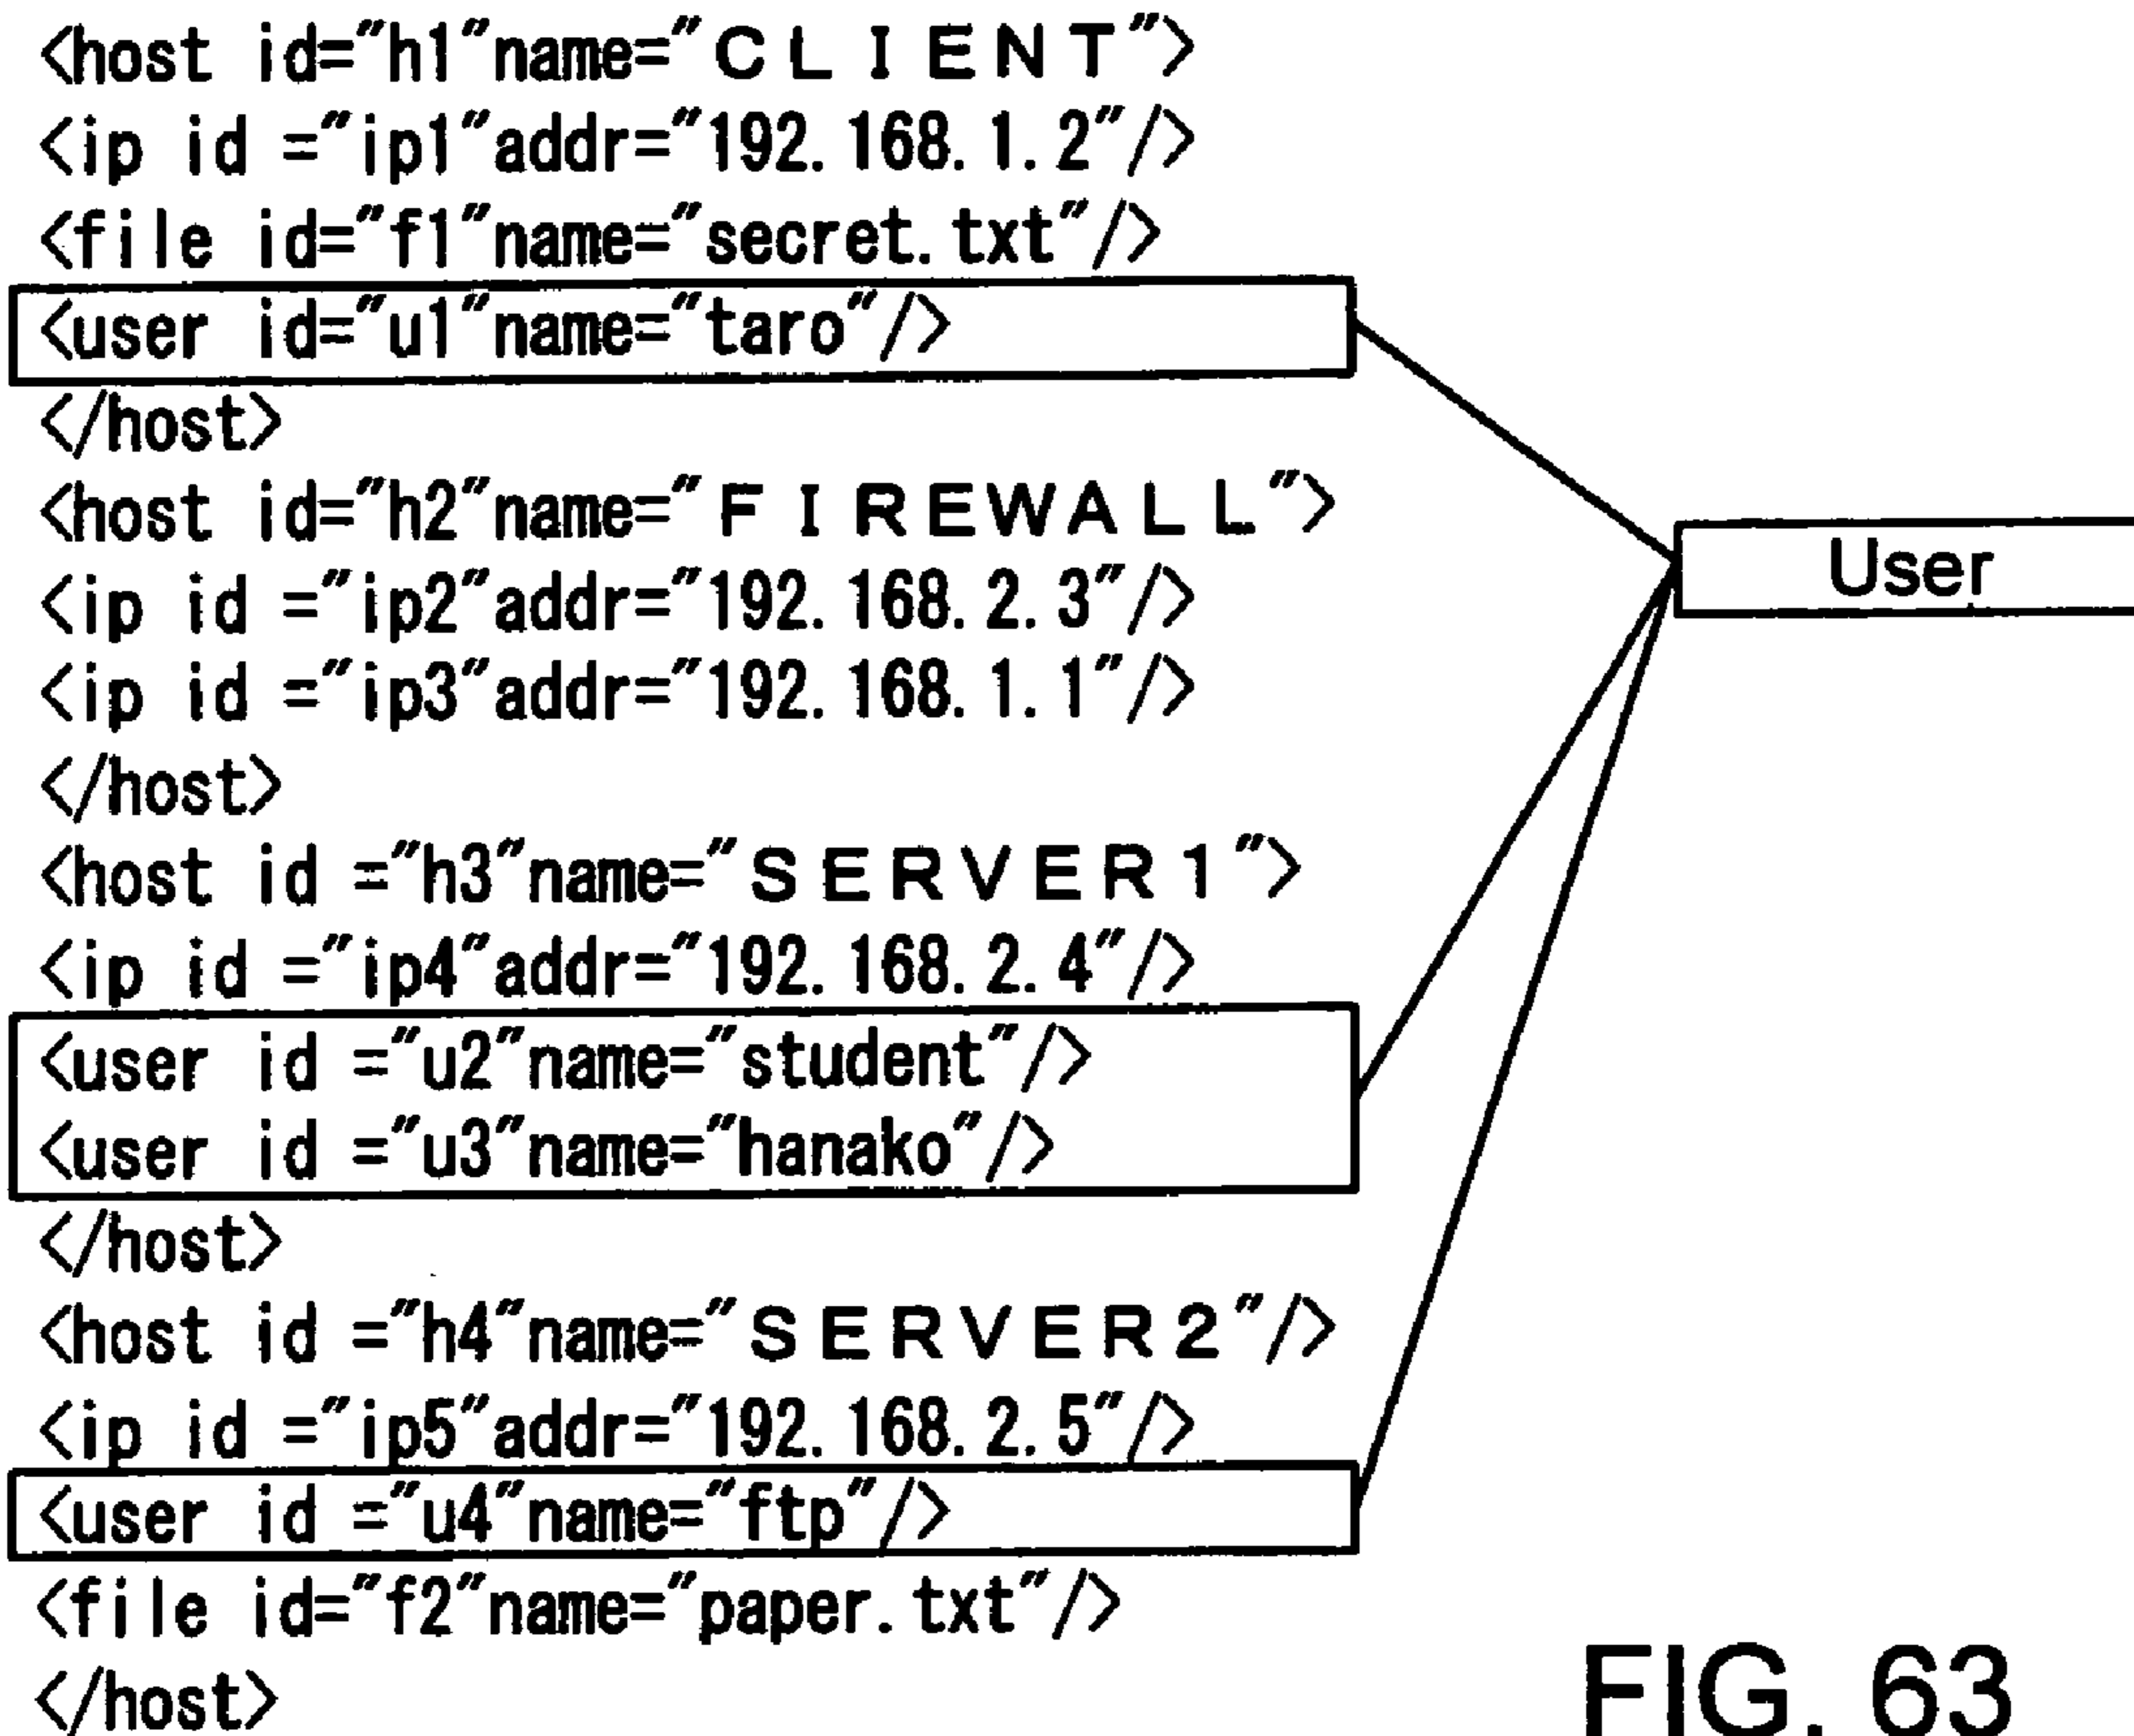 <host id="h1"name="CLIENT">
<ip id ="ip1"addr="192.168.1.2"/>
<file id="f1"name="secret.txt"/>
<user id="u1"name="taro"/>
</host>
<host id="h2"name="FIREWALL">
User
<ip id ="ip2"addr="192.168.2.3"/>
<ip id ="ip3"addr="192.168.1.1"/>
</host>
<host id ="h3"name="SERVER1">
<ip id ="ip4"addr="192.168.2.4"/>
<user id ="u2"name="student"/>
<user id ="u3"name="hanako"/>
</host>
<host id ="h4"name="SERVER2"/>
<ip id ="ip5"addr="192.168.2.5"/>
<user id ="u4"name="ftp"/>
<file id="f2"name="paper.txt"/>
</host>
FIG. 63